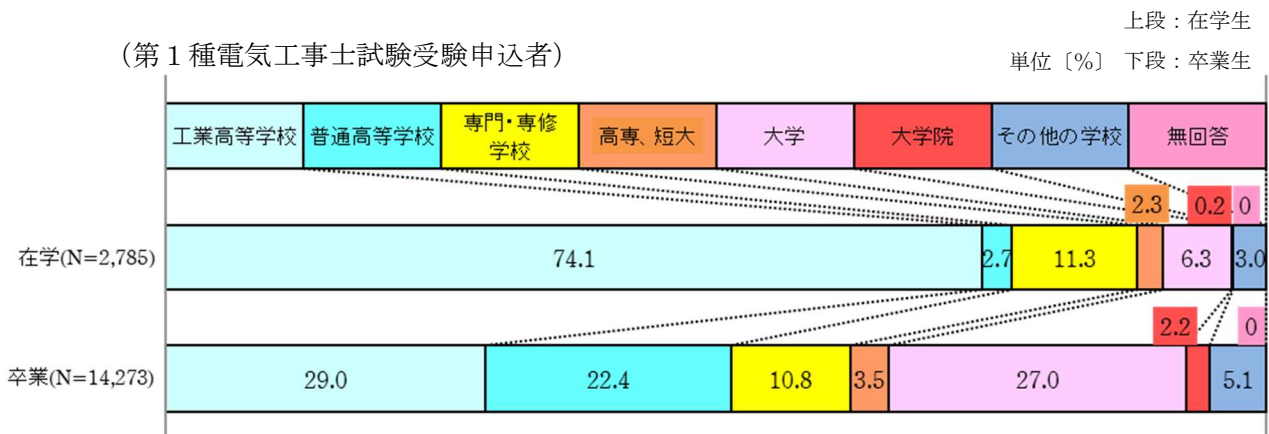 上段：在学生
（第１種電気工事士試験受験申込者）
単位〔%〕 下段：卒業生
工業高等学校 普通高等学校 専門・専修学校 高専、短大 大学 大学院 その他の学校 無回答
2.3 0.2 0
在学(N=2,785) 74.1 2.7 11.3 6.3 3.0
2.2 0
卒業(N=14,273) 29.0 22.4 10.8 3.5 27.0 5.1